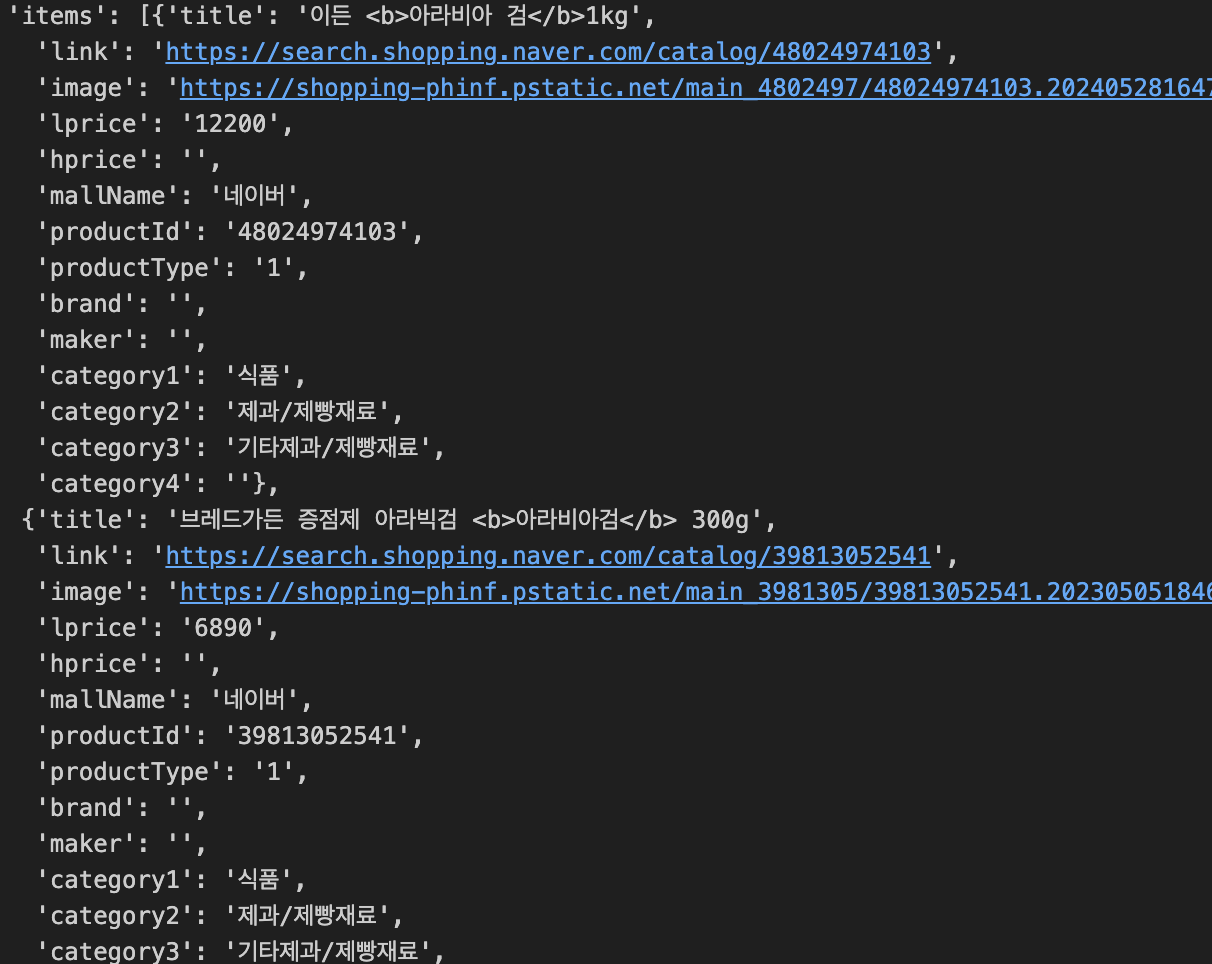 'items': [{'title': '이든 <b>아라비아 검</b>1kg',
'link': 'https://search.shopping.naver.com/catalog/48024974103',
'image': 'https://shopping-phinf.pstatic.net/main_4802497/48024974103.202405281647
'lprice': '12200',
'hprice': '',
'mallName': '네이버',
'productId': '48024974103',
'productType': '1',
'brand': '',
'maker': '',
'category1': '식품',
'category2': '제과/제빵재료',
'category3': '기타제과/제빵재료',
'category4': ''},
{'title': '브레드가든 증점제 아라빅검 <b>아라비아검</b> 300g',
'link': 'https://search.shopping.naver.com/catalog/39813052541',
'image': 'https://shopping-phinf.pstatic.net/main_3981305/39813052541.202305051846
'lprice': '6890',
'hprice': '',
'mallName': '네이버',
'productId': '39813052541',
'productType': '1',
'brand': '',
'maker': '',
'category1': '식품',
'category2': '제과/제빵재료',
'category3': '기타제과/제빵재료',